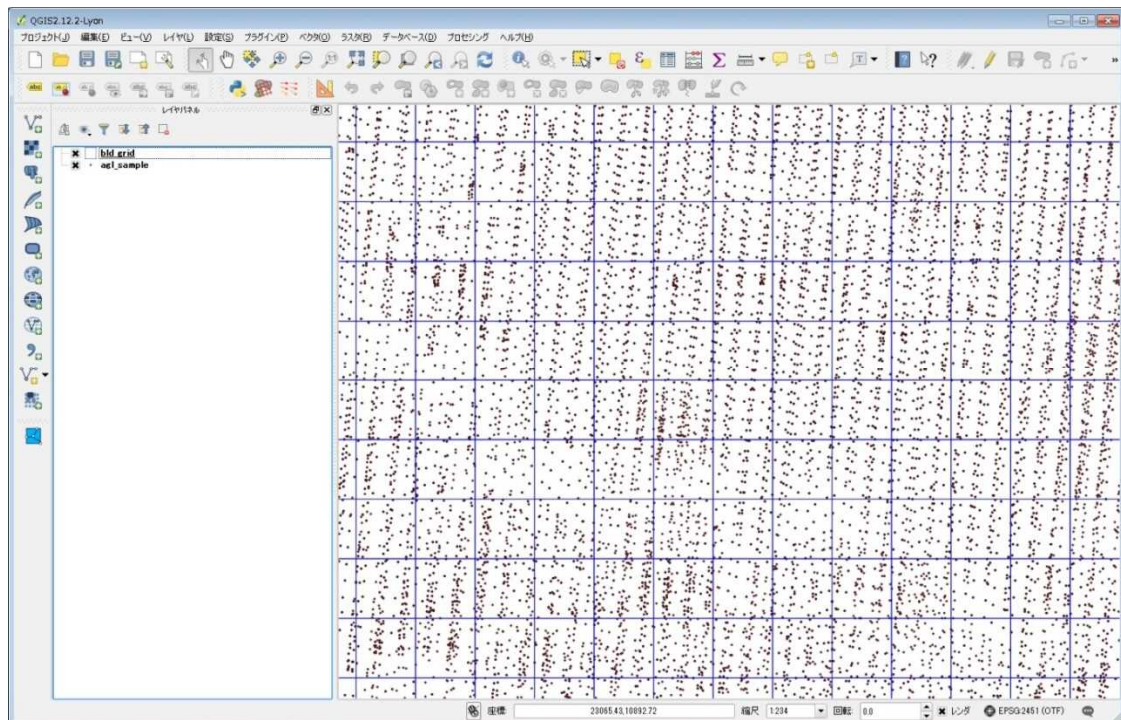 QGIS2.12.2-Lyon
プロジェクト(J) 編集(E) ビュー(V) レイヤ(L) 設定(S) プラグイン(P) ベクタ(O) ラスタ(R) データベース(D) プロセシング ヘルプ(H)
レイヤパネル
bld_grid
agl_sample
座標: 23065.43,10892.72 縮尺 1:234 回転: 0.0 レンダ EPSG:2451 (OTF)